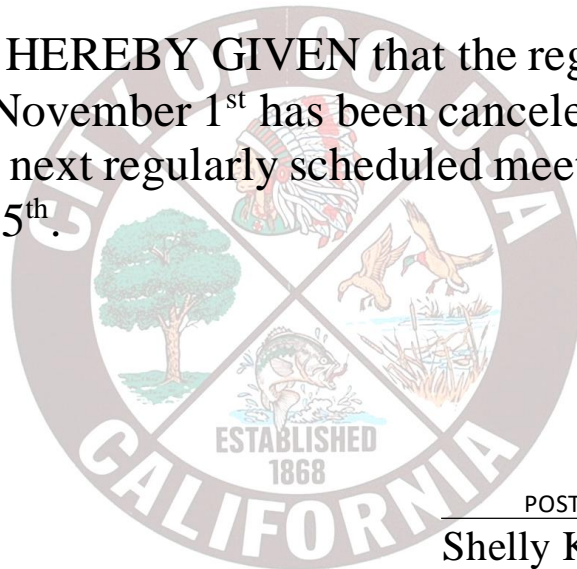 HEREBY GIVEN that the reg
November 1st has been cancele
next regularly scheduled meet
5th.
CITY OF COLUSA
ESTABLISHED
1868
CALIFORNIA
POST
Shelly K